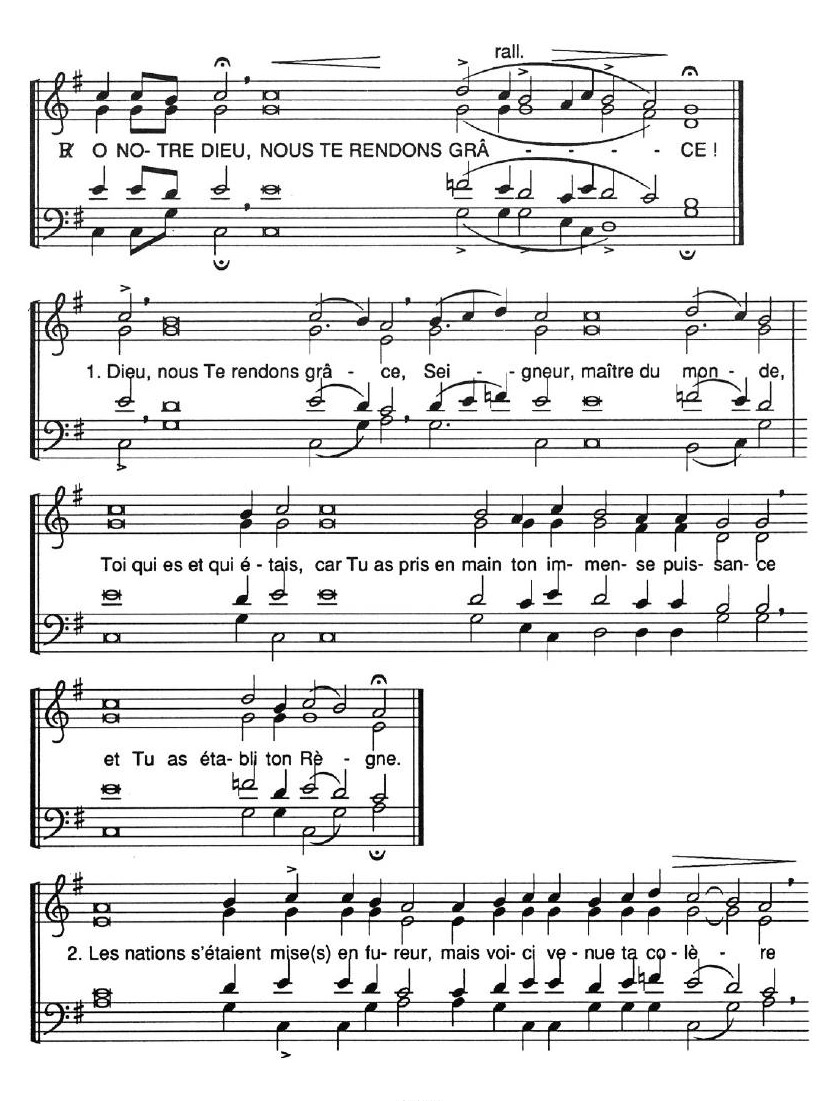 rall.
℟ O NO- TRE DIEU, NOUS TE RENDONS GRÂ - - - - CE !
1. Dieu, nous Te rendons grâ - ce, Sei - - gneur, maître du mon - de,
Toi qui es et qui é - tais, car Tu as pris en main ton im- men- se puis- san- ce
et Tu as éta- bli ton Rè - gne.
2. Les nations s'étaient mise(s) en fu- reur, mais voi- ci ve - nue ta co - lè - re